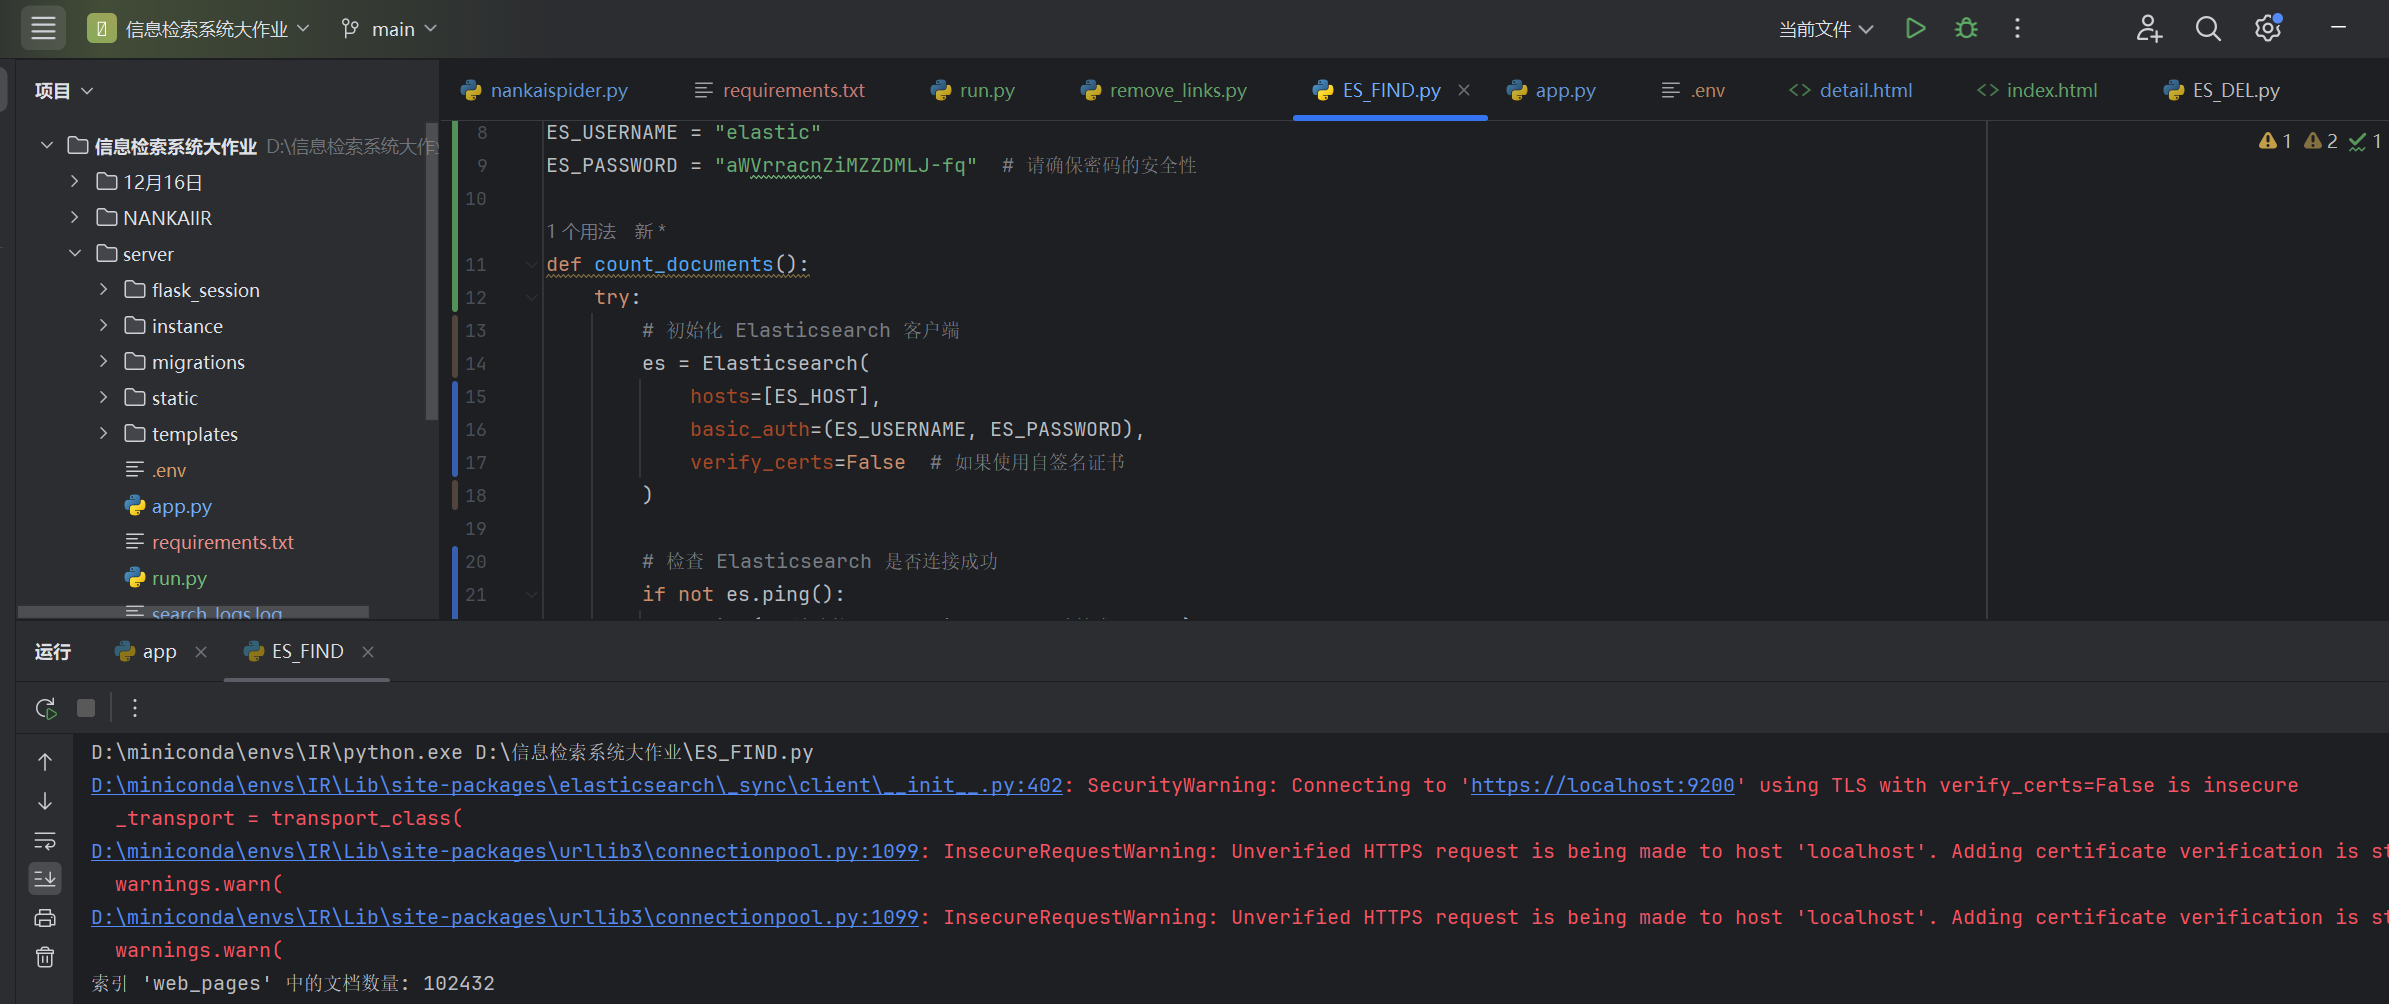 信息检索系统大作业
main
当前文件
项目
nankaispider.py
requirements.txt
run.py
remove_links.py
ES_FIND.py
app.py
.env
detail.html
index.html
ES_DEL.py
信息检索系统大作业 D:\信息检索系统大作
12月16日
NANKAIIR
server
flask_session
instance
migrations
static
templates
.env
app.py
requirements.txt
run.py
search_logs.log
1 2 1
8 ES_USERNAME = "elastic"
9 ES_PASSWORD = "aWVrracnZiMZZDMLJ-fq" # 请确保密码的安全性
10
1 个用法 新 *
11 def count_documents():
12 try:
13 # 初始化 Elasticsearch 客户端
14 es = Elasticsearch(
15 hosts=[ES_HOST],
16 basic_auth=(ES_USERNAME, ES_PASSWORD),
17 verify_certs=False # 如果使用自签名证书
18 )
19
20 # 检查 Elasticsearch 是否连接成功
21 if not es.ping():
运行
app
ES_FIND
D:\miniconda\envs\IR\python.exe D:\信息检索系统大作业\ES_FIND.py
D:\miniconda\envs\IR\Lib\site-packages\elasticsearch\_sync\client\__init__.py:402: SecurityWarning: Connecting to 'https://localhost:9200' using TLS with verify_certs=False is insecure
_transport = transport_class(
D:\miniconda\envs\IR\Lib\site-packages\urllib3\connectionpool.py:1099: InsecureRequestWarning: Unverified HTTPS request is being made to host 'localhost'. Adding certificate verification is st
warnings.warn(
D:\miniconda\envs\IR\Lib\site-packages\urllib3\connectionpool.py:1099: InsecureRequestWarning: Unverified HTTPS request is being made to host 'localhost'. Adding certificate verification is st
warnings.warn(
索引 'web_pages' 中的文档数量: 102432